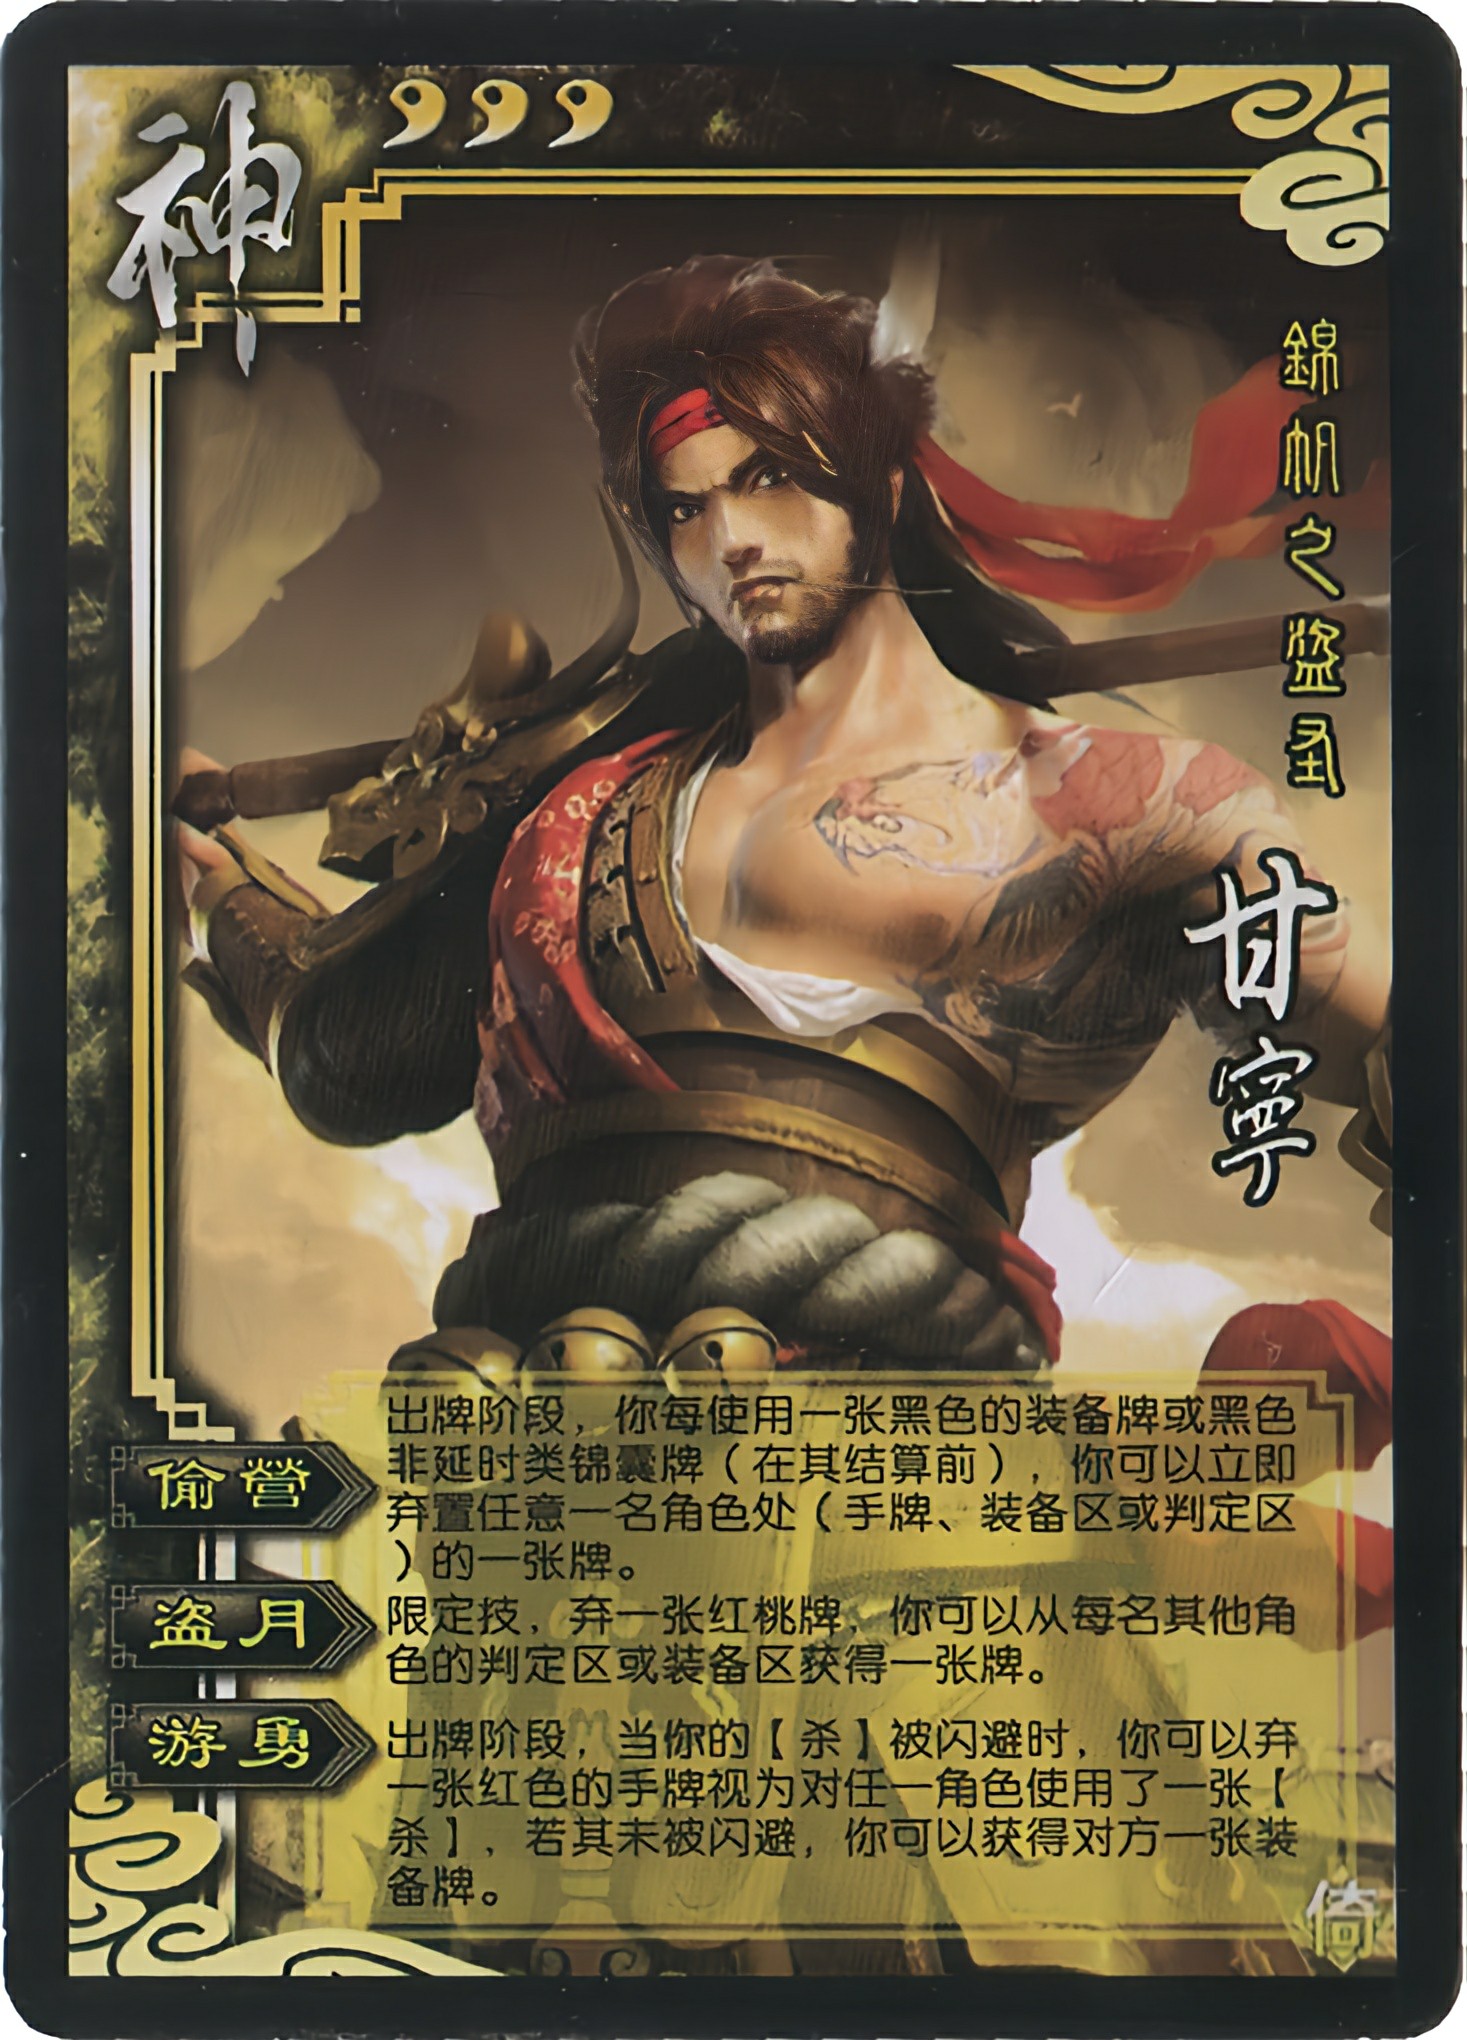 神
錦帆之盗圣
甘寧
偷營
出牌阶段，你每使用一张黑色的装备牌或黑色
非延时类锦囊牌（在其结算前），你可以立即
弃置任意一名角色处（手牌、装备区或判定区
）的一张牌。
盗月
限定技，弃一张红桃牌，你可以从每名其他角
色的判定区或装备区获得一张牌。
游勇
出牌阶段，当你的【杀】被闪避时，你可以弃
一张红色的手牌视为对任一角色使用了一张【
杀】，若其未被闪避，你可以获得对方一张装
备牌。
倚